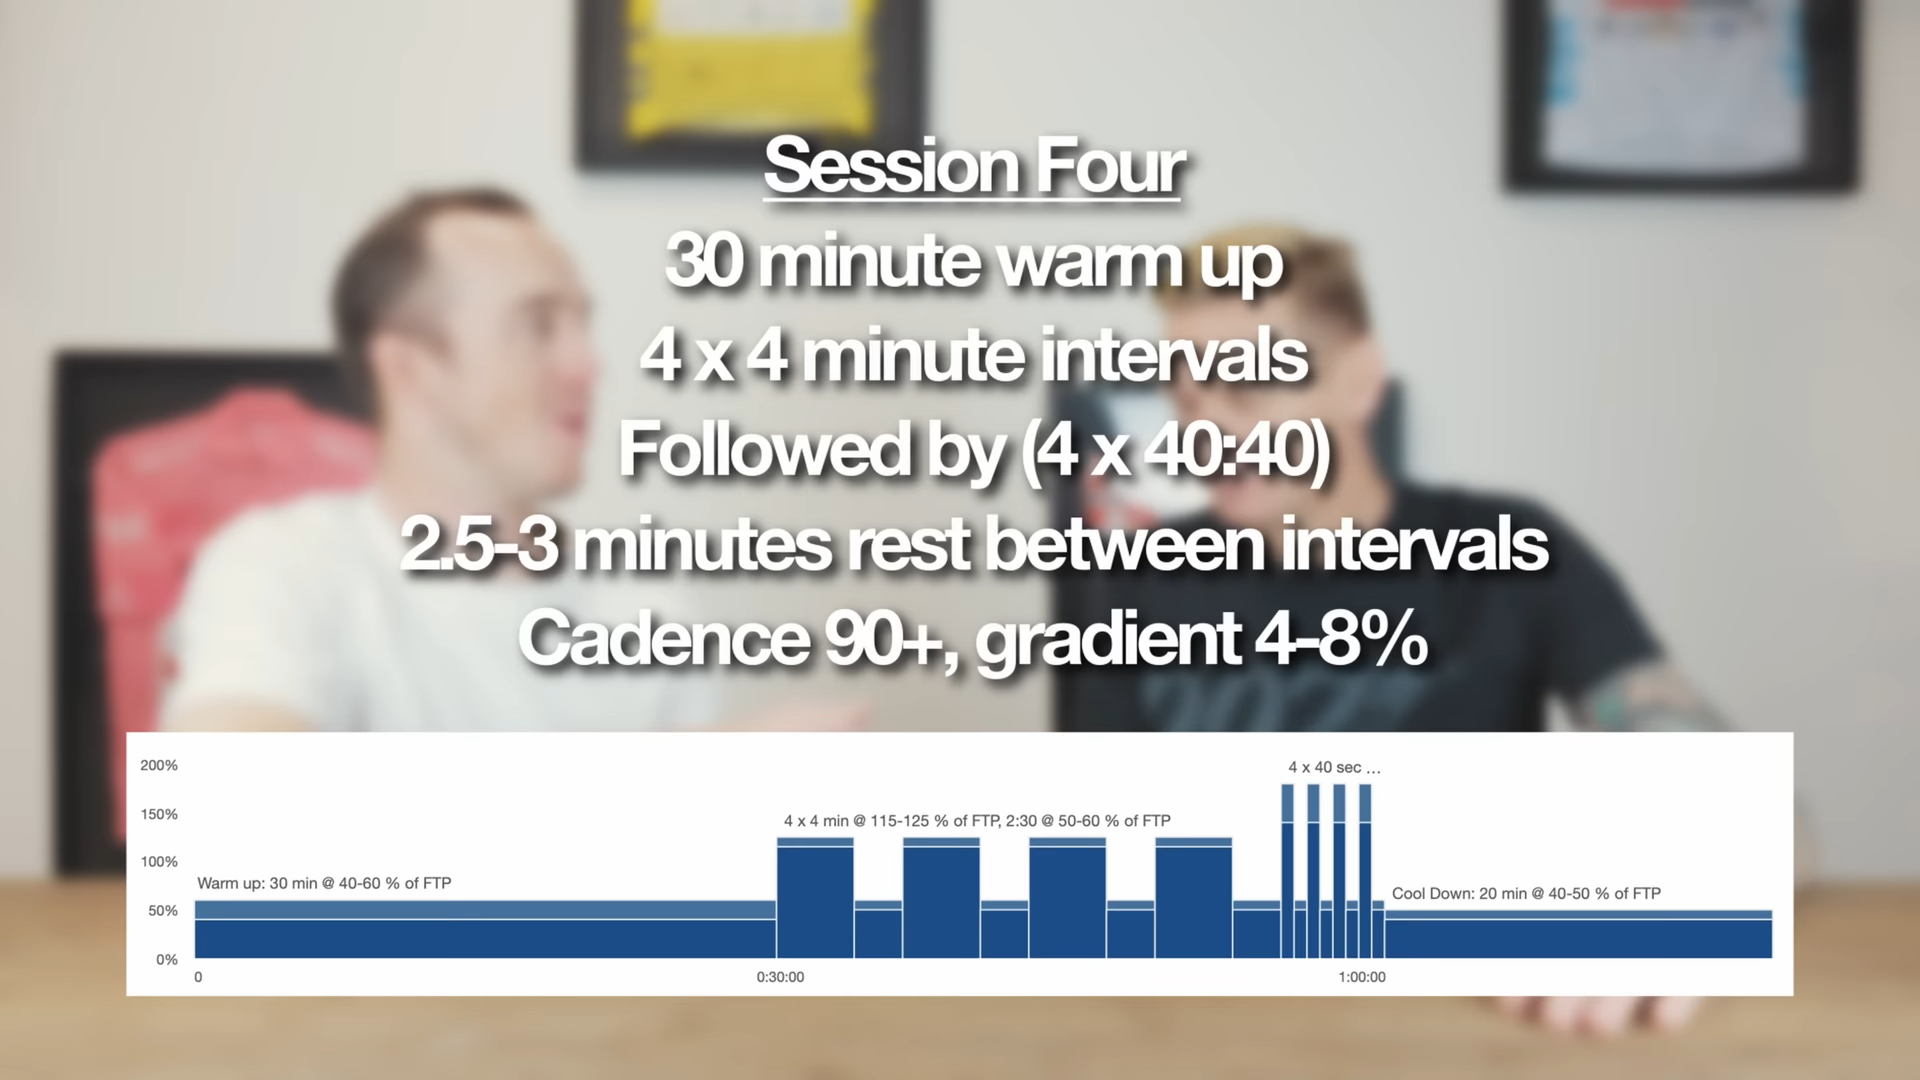 Session Four
30 minute warm up
4 x 4 minute intervals
Followed by (4 x 40:40)
2.5-3 minutes rest between intervals
Cadence 90+, gradient 4-8%
200%
4 x 40 sec ...
150%
4 x 4 min @ 115-125 % of FTP, 2:30 @ 50-60 % of FTP
100%
Warm up: 30 min @ 40-60 % of FTP
Cool Down: 20 min @ 40-50 % of FTP
50%
0%
0
0:30:00
1:00:00